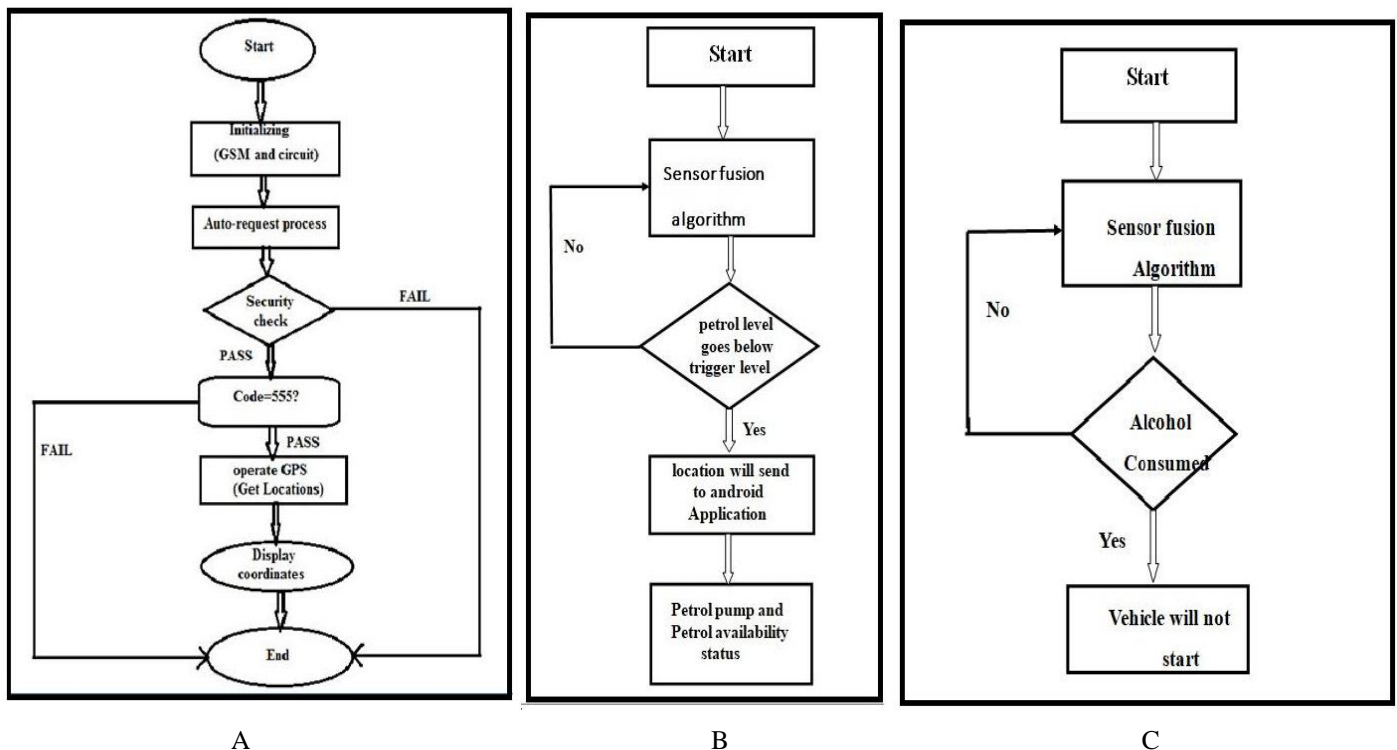 Start
Initializing
(GSM and circuit)
Auto-request process
Security
check
FAIL
PASS
Code=555?
FAIL
PASS
operate GPS
(Get Locations)
Display
coordinates
End
A
Start
Sensor fusion
algorithm
No
petrol level
goes below
trigger level
Yes
location will send
to android
Application
Petrol pump and
Petrol availability
status
B
Start
Sensor fusion
Algorithm
No
Alcohol
Consumed
Yes
Vehicle will not
start
C